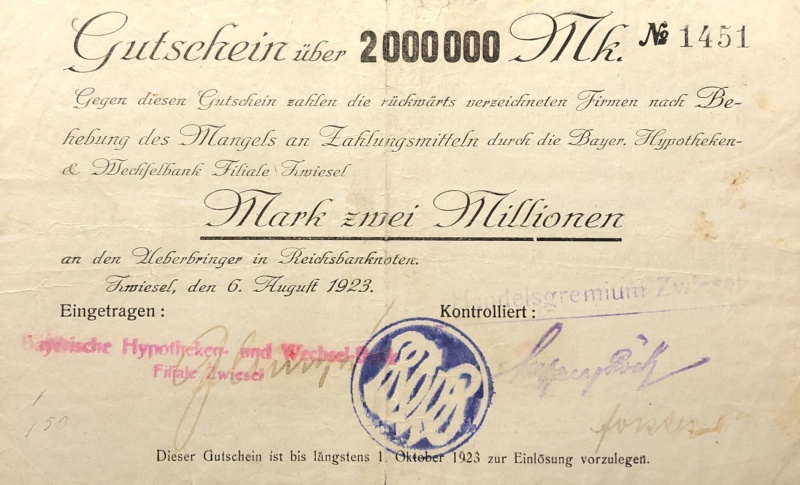 Gutschein über 2000000 Mk. № 1451
Gegen diesen Gutschein zahlen die rückwärts verzeichneten Firmen nach Be-
hebung des Mangels an Zahlungsmitteln durch die Bayer. Hypotheken-
& Wechselbank Filiale Zwiesel
Mark zwei Millionen
an den Ueberbringer in Reichsbanknoten.
Zwiesel, den 6. August 1923.
Handelsgremium Zwiesel
Eingetragen : Kontrolliert :
Bayerische Hypotheken- und Wechsel-Bank
Filiale Zwiesel
Dieser Gutschein ist bis längstens 1. Oktober 1923 zur Einlösung vorzulegen.